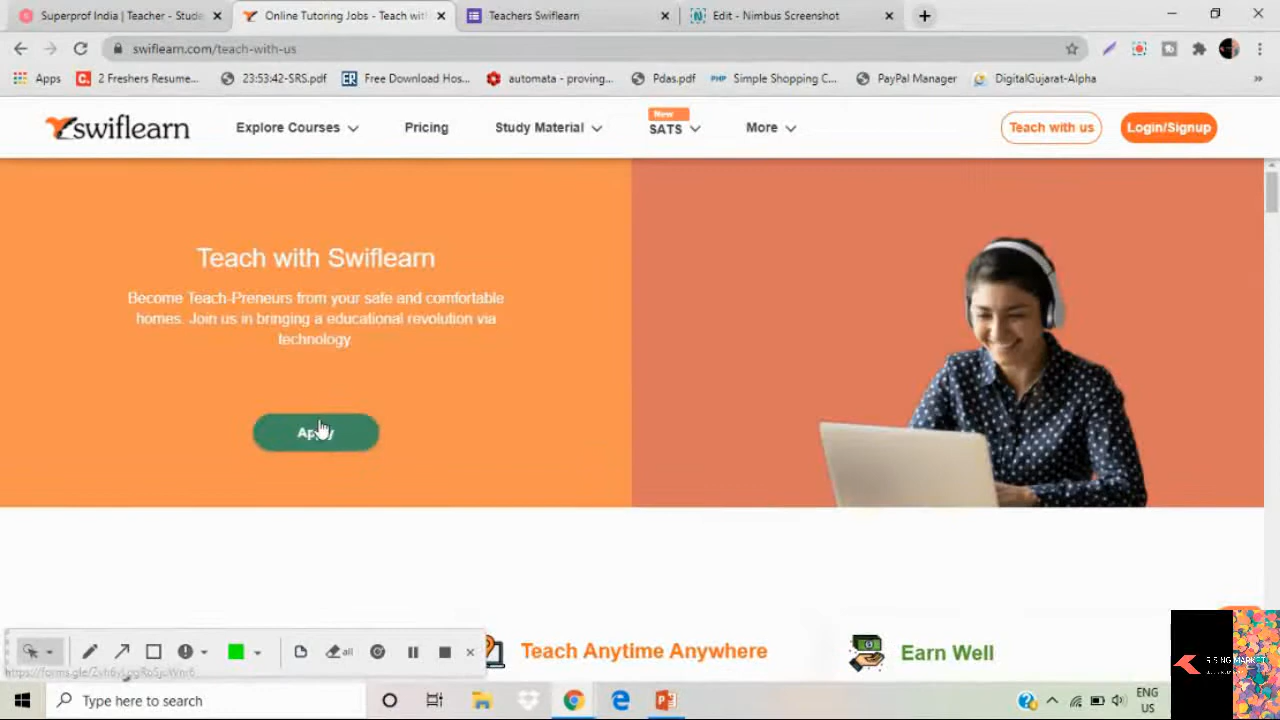 Superprof India | Teacher - Stude
Online Tutoring Jobs - Teach with
Teachers Swiflearn
Edit - Nimbus Screenshot
swiflearn.com/teach-with-us
Apps
2 Freshers Resume...
23:53:42-SRS.pdf
Free Download Hos...
automata - proving...
Pdas.pdf
Simple Shopping C...
PayPal Manager
DigitalGujarat-Alpha
swiflearn
Explore Courses
Pricing
Study Material
New
SATS
More
Teach with us
Login/Signup
Teach with Swiflearn
Become Teach-Preneurs from your safe and comfortable
homes. Join us in bringing a educational revolution via
technology.
Apply
Teach Anytime Anywhere
Earn Well
all
Type here to search
ENG
US